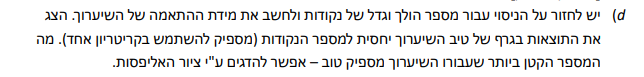 d) יש לחזור על הניסוי עבור מספר הולך וגדל של נקודות ולחשב את מידת ההתאמה של השיערוך. הצג
את התוצאות בגרף של טיב השיערוך יחסית למספר הנקודות (מספיק להשתמש בקריטריון אחד). מה
המספר הקטן ביותר שעבורו השיערוך מספיק טוב – אפשר להדגים ע"י ציור האליפסות.